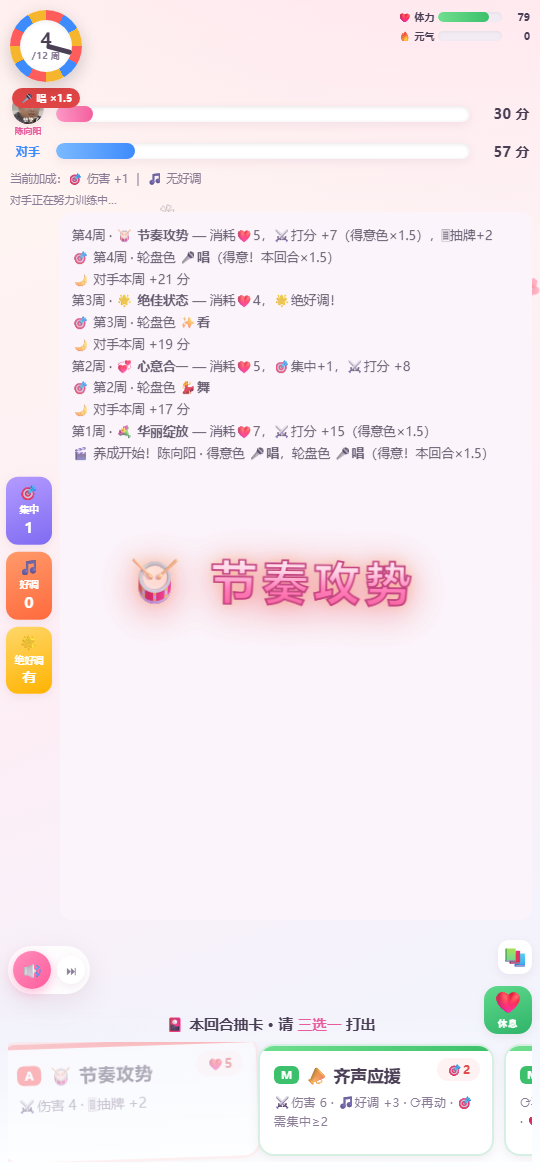 4
/12 周
体力 79
元气 0
唱 ×1.5
陈向阳
30 分
对手
57 分
当前加成: 伤害 +1 | 无好调
对手正在努力训练中...
第4周 · 节奏攻势 — 消耗 5, 打分 +7（得意色×1.5）, 抽牌+2
第4周 · 轮盘色 唱（得意！本回合×1.5）
对手本周 +21 分
第3周 · 绝佳状态 — 消耗 4, 绝好调！
第3周 · 轮盘色 看
对手本周 +19 分
第2周 · 心意合一 — 消耗 5, 集中+1, 打分 +8
第2周 · 轮盘色 舞
对手本周 +17 分
第1周 · 华丽绽放 — 消耗 7, 打分 +15（得意色×1.5）
养成开始！陈向阳 · 得意色 唱, 轮盘色 唱（得意！本回合×1.5）
集中
1
好调
0
绝好调
有
节奏攻势
休息
本回合抽卡 • 请 三选一 打出
A 节奏攻势 5
伤害 4 · 抽牌 +2
M 齐声应援 2
伤害 6 · 好调 +3 · 再动 ·
需集中≥2